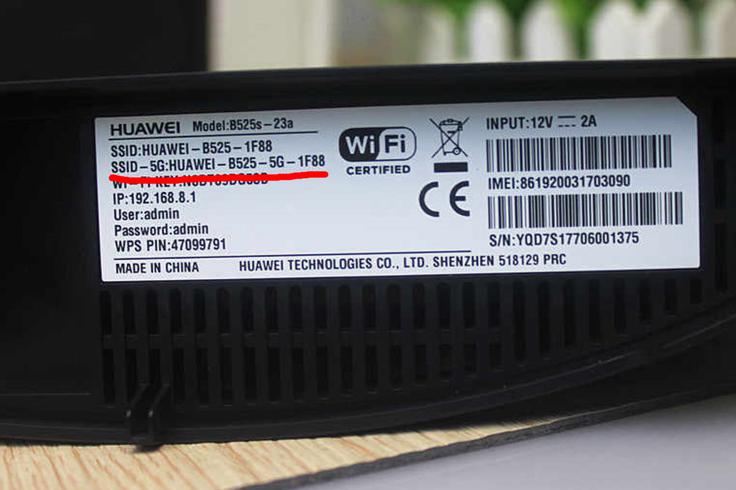 HUAWEI Model:B525s-23a
SSID:HUAWEI-B525-1F88
SSID-5G:HUAWEI-B525-5G-1F88
IP:192.168.8.1
User:admin
Password:admin
WPS PIN:47099791
MADE IN CHINA HUAWEI TECHNOLOGIES CO., LTD. SHENZHEN 518129 PRC
Wi Fi
CERTIFIED
CE
INPUT:12V ⎓ 2A
IMEI:861920031703090
S/N:YQD7S17706001375